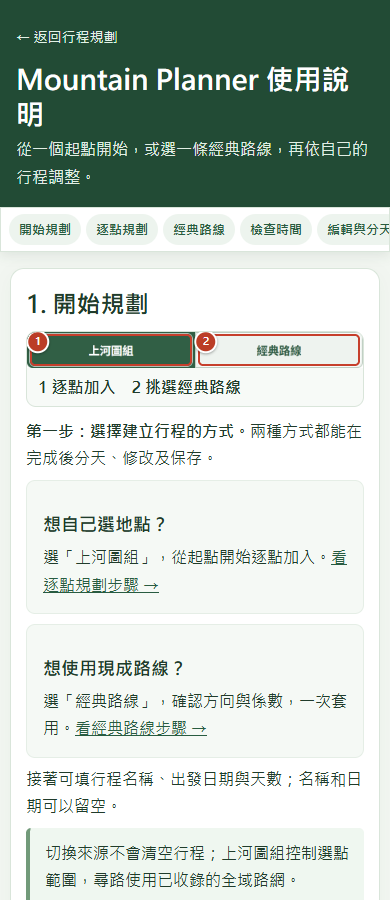 ← 返回行程規劃
Mountain Planner 使用說
明
從一個起點開始，或選一條經典路線，再依自己的
行程調整。
開始規劃 逐點規劃 經典路線 檢查時間 編輯與分天
1. 開始規劃
1 上河圖組 2 經典路線
1 逐點加入 2 挑選經典路線
第一步：選擇建立行程的方式。兩種方式都能在
完成後分天、修改及保存。
想自己選地點？
選「上河圖組」，從起點開始逐點加入。看
逐點規劃步驟 →
想使用現成路線？
選「經典路線」，確認方向與係數，一次套
用。看經典路線步驟 →
接著可填行程名稱、出發日期與天數；名稱和日
期可以留空。
切換來源不會清空行程；上河圖組控制選點
範圍，尋路使用已收錄的全域路網。